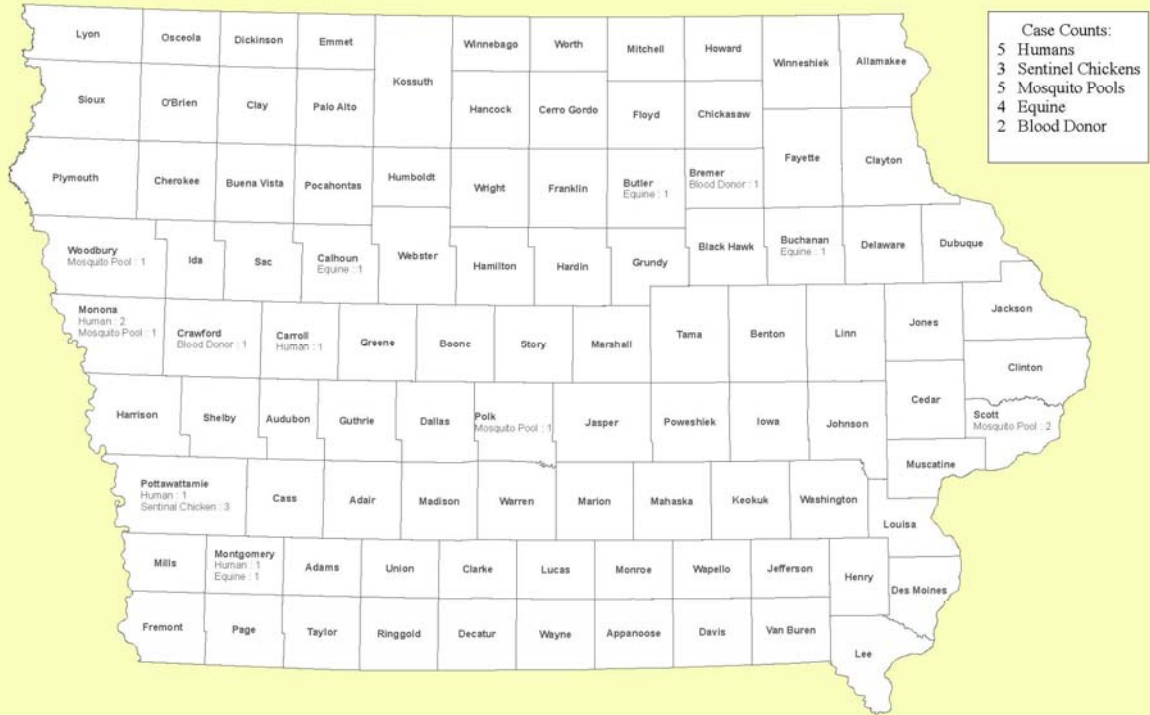 Case Counts:
5 Humans
3 Sentinel Chickens
5 Mosquito Pools
4 Equine
2 Blood Donor
Lyon
Osceola
Dickinson
Emmet
Kossuth
Winnebago
Worth
Mitchell
Howard
Winneshiek
Allamakee
Sioux
O'Brien
Clay
Palo Alto
Hancock
Cerro Gordo
Floyd
Chickasaw
Fayette
Clayton
Plymouth
Cherokee
Buena Vista
Pocahontas
Humboldt
Wright
Franklin
Butler
Equine : 1
Bremer
Blood Donor : 1
Woodbury
Mosquito Pool : 1
Ida
Sac
Calhoun
Equine : 1
Webster
Hamilton
Hardin
Grundy
Black Hawk
Buchanan
Equine : 1
Delaware
Dubuque
Monona
Human : 2
Mosquito Pool : 1
Crawford
Blood Donor : 1
Carroll
Human : 1
Greene
Boone
Story
Marshall
Tama
Benton
Linn
Jones
Jackson
Clinton
Harrison
Shelby
Audubon
Guthrie
Dallas
Polk
Mosquito Pool : 1
Jasper
Poweshiek
Iowa
Johnson
Cedar
Scott
Mosquito Pool : 2
Muscatine
Pottawattamie
Human : 1
Sentinal Chicken : 3
Cass
Adair
Madison
Warren
Marion
Mahaska
Keokuk
Washington
Louisa
Mills
Montgomery
Human : 1
Equine : 1
Adams
Union
Clarke
Lucas
Monroe
Wapello
Jefferson
Henry
Des Moines
Fremont
Page
Taylor
Ringgold
Decatur
Wayne
Appanoose
Davis
Van Buren
Lee